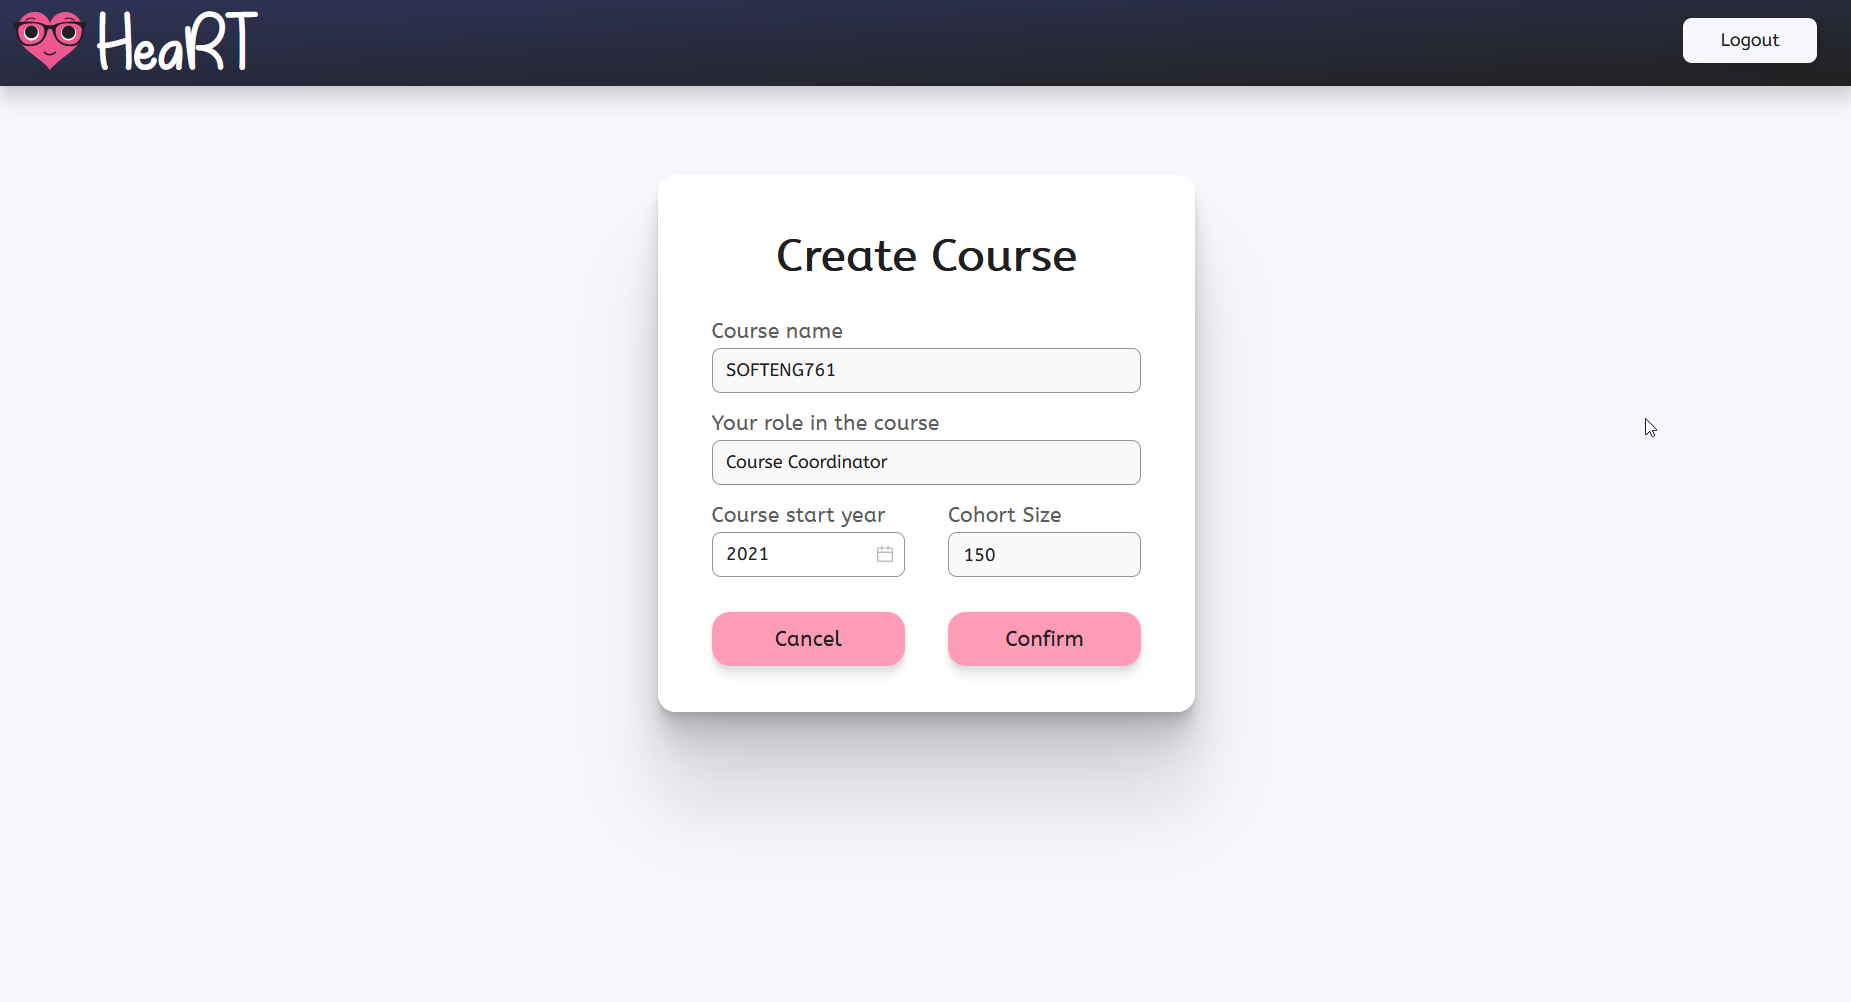 HeaRT
Logout
Create Course
Course name
SOFTENG761
Your role in the course
Course Coordinator
Course start year
Cohort Size
2021
150
Cancel
Confirm